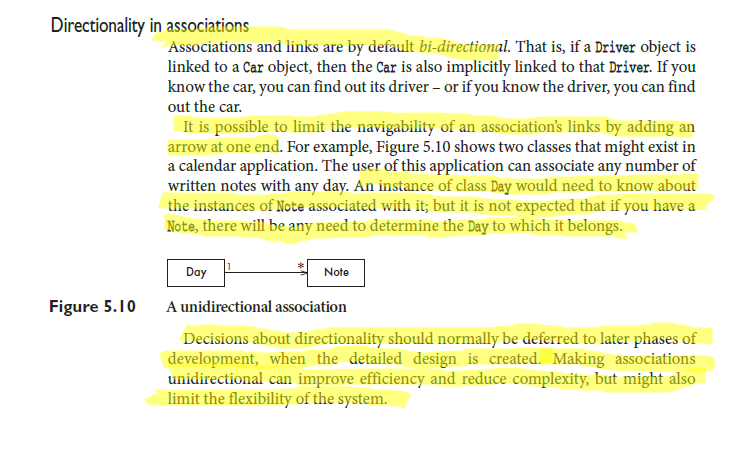 Directionality in associations
Associations and links are by default bi-directional. That is, if a Driver object is
linked to a Car object, then the Car is also implicitly linked to that Driver. If you
know the car, you can find out its driver – or if you know the driver, you can find
out the car.
It is possible to limit the navigability of an association's links by adding an
arrow at one end. For example, Figure 5.10 shows two classes that might exist in
a calendar application. The user of this application can associate any number of
written notes with any day. An instance of class Day would need to know about
the instances of Note associated with it; but it is not expected that if you have a
Note, there will be any need to determine the Day to which it belongs.
Day 1 * Note
Figure 5.10 A unidirectional association
Decisions about directionality should normally be deferred to later phases of
development, when the detailed design is created. Making associations
unidirectional can improve efficiency and reduce complexity, but might also
limit the flexibility of the system.